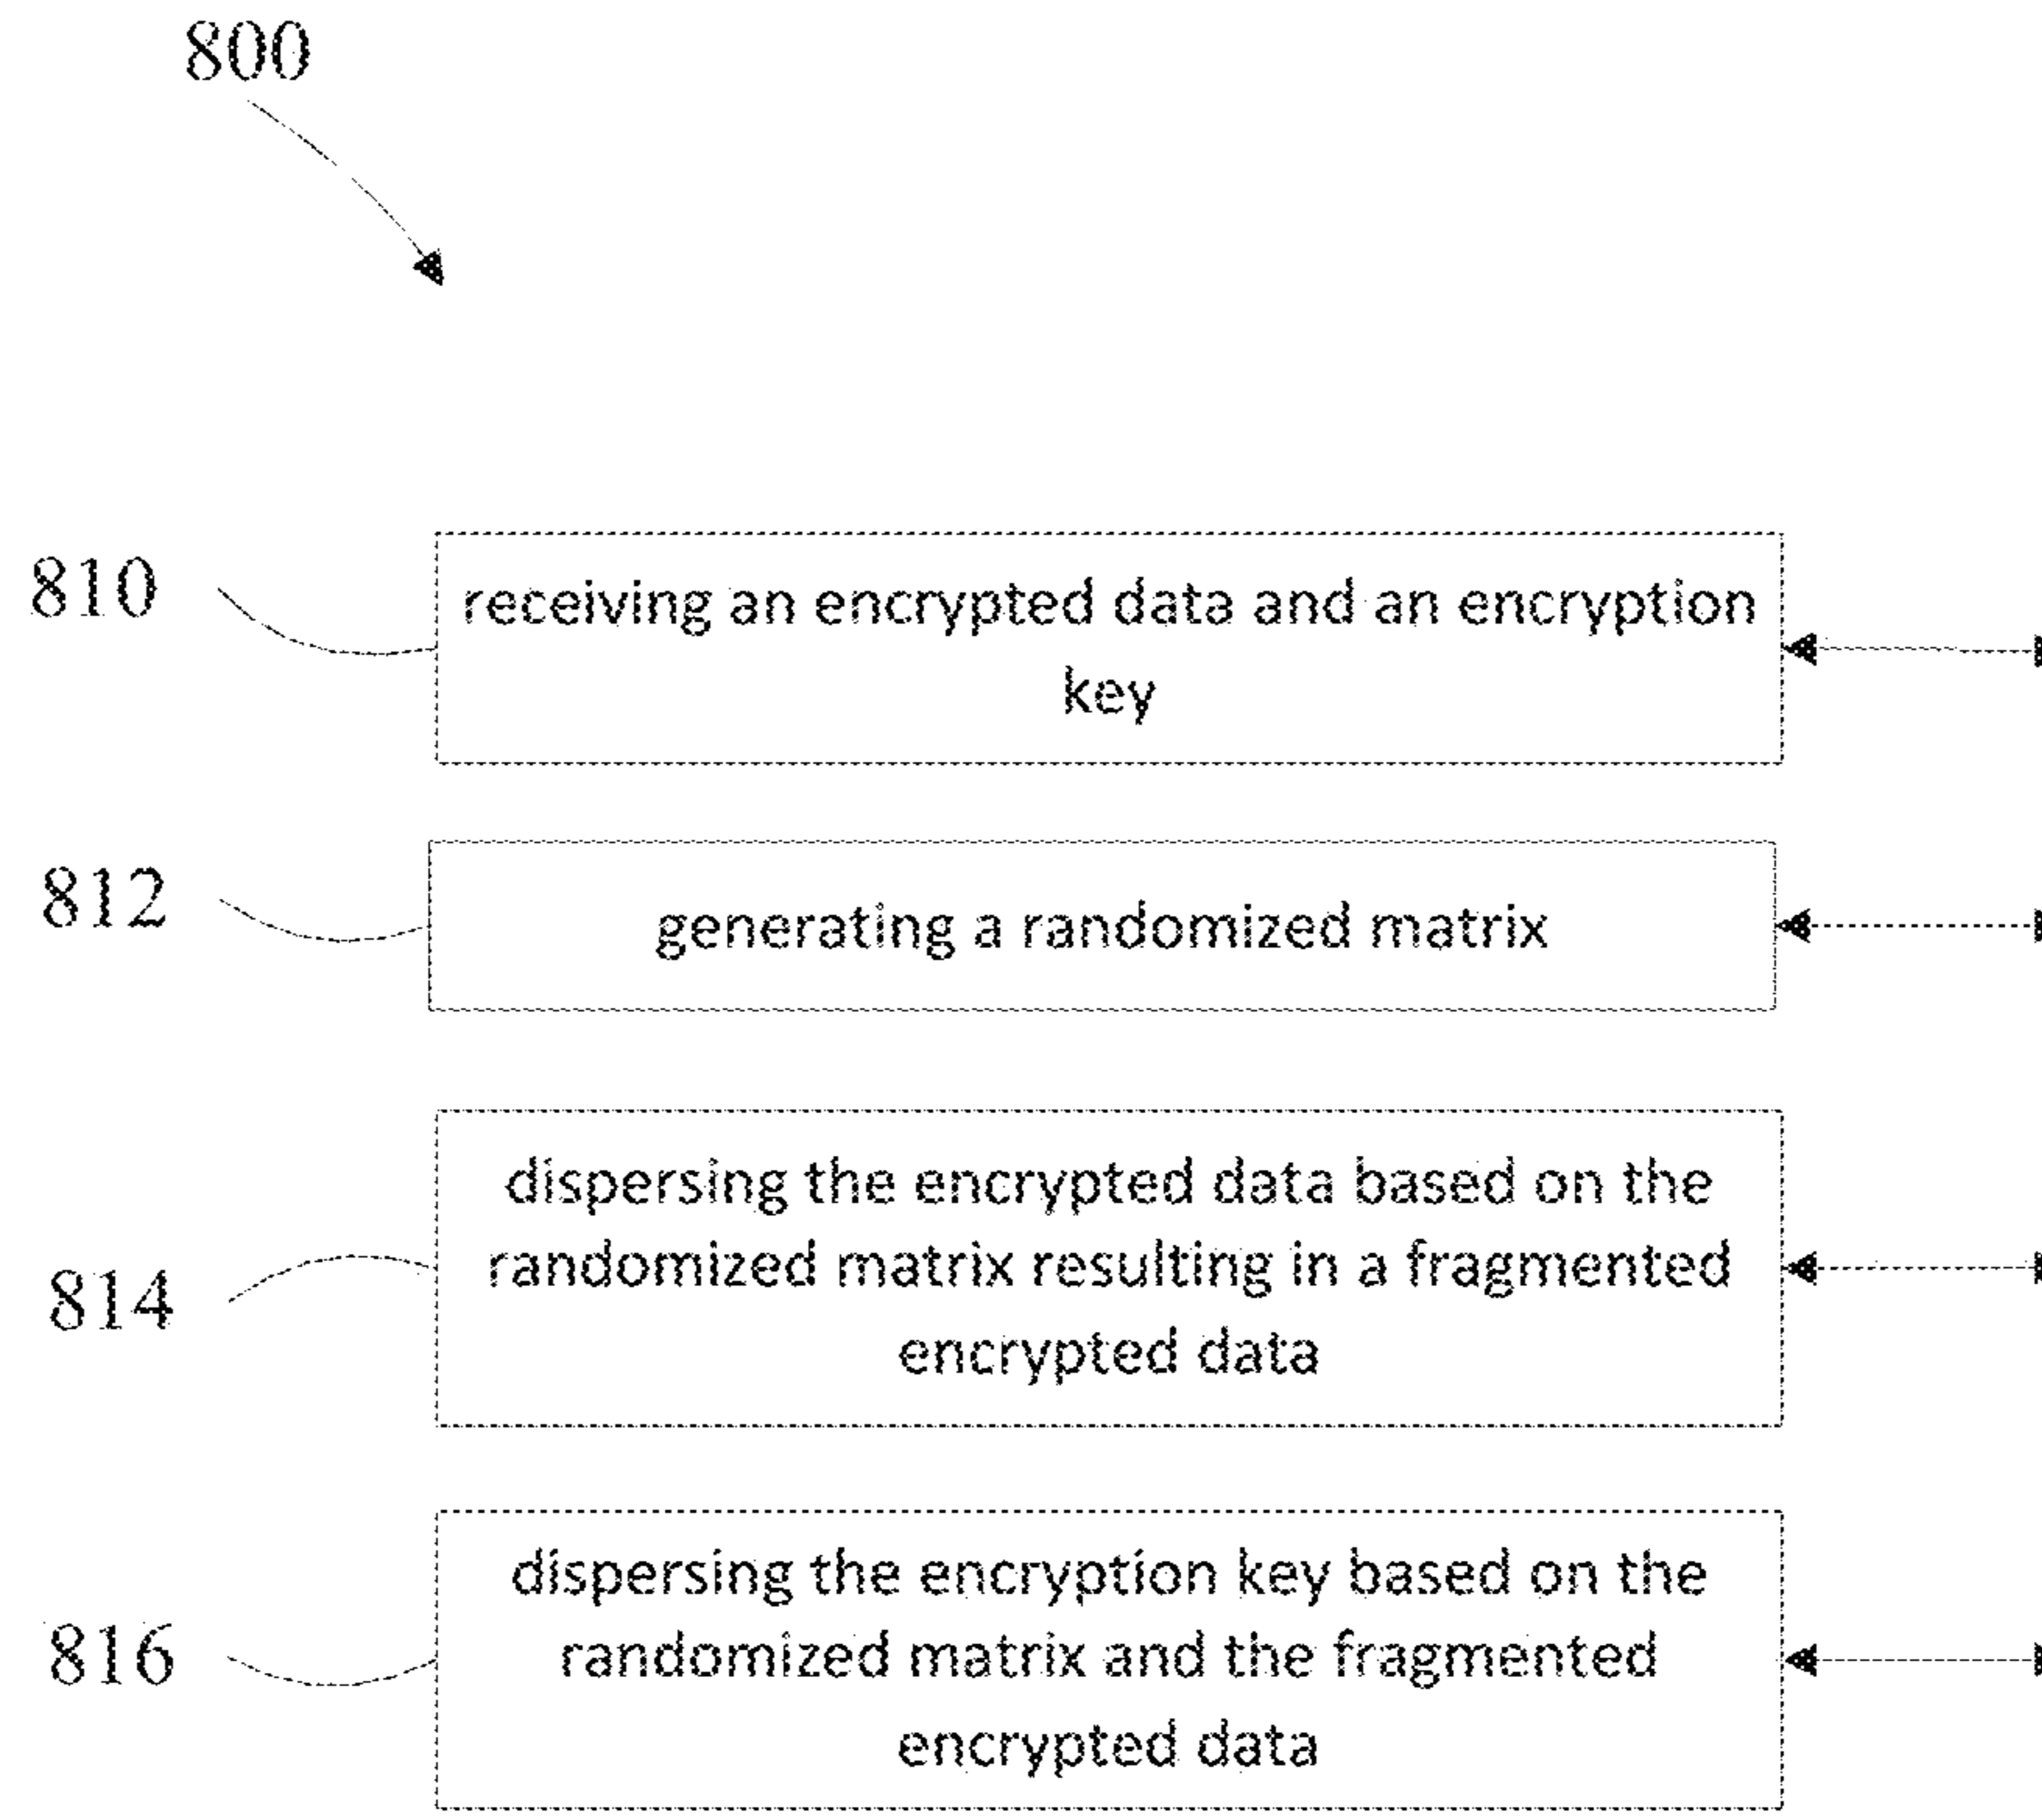 800
810
receiving an encrypted data and an encryption
key
812
generating a randomized matrix
814
dispersing the encrypted data based on the
randomized matrix resulting in a fragmented
encrypted data
816
dispersing the encryption key based on the
randomized matrix and the fragmented
encrypted data